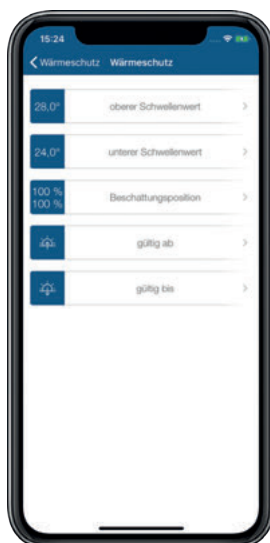 15:24
Wärmeschutz Wärmeschutz
28,0° oberer Schwellenwert
24,0° unterer Schwellenwert
100 %
100 % Beschattungsposition
gültig ab
gültig bis